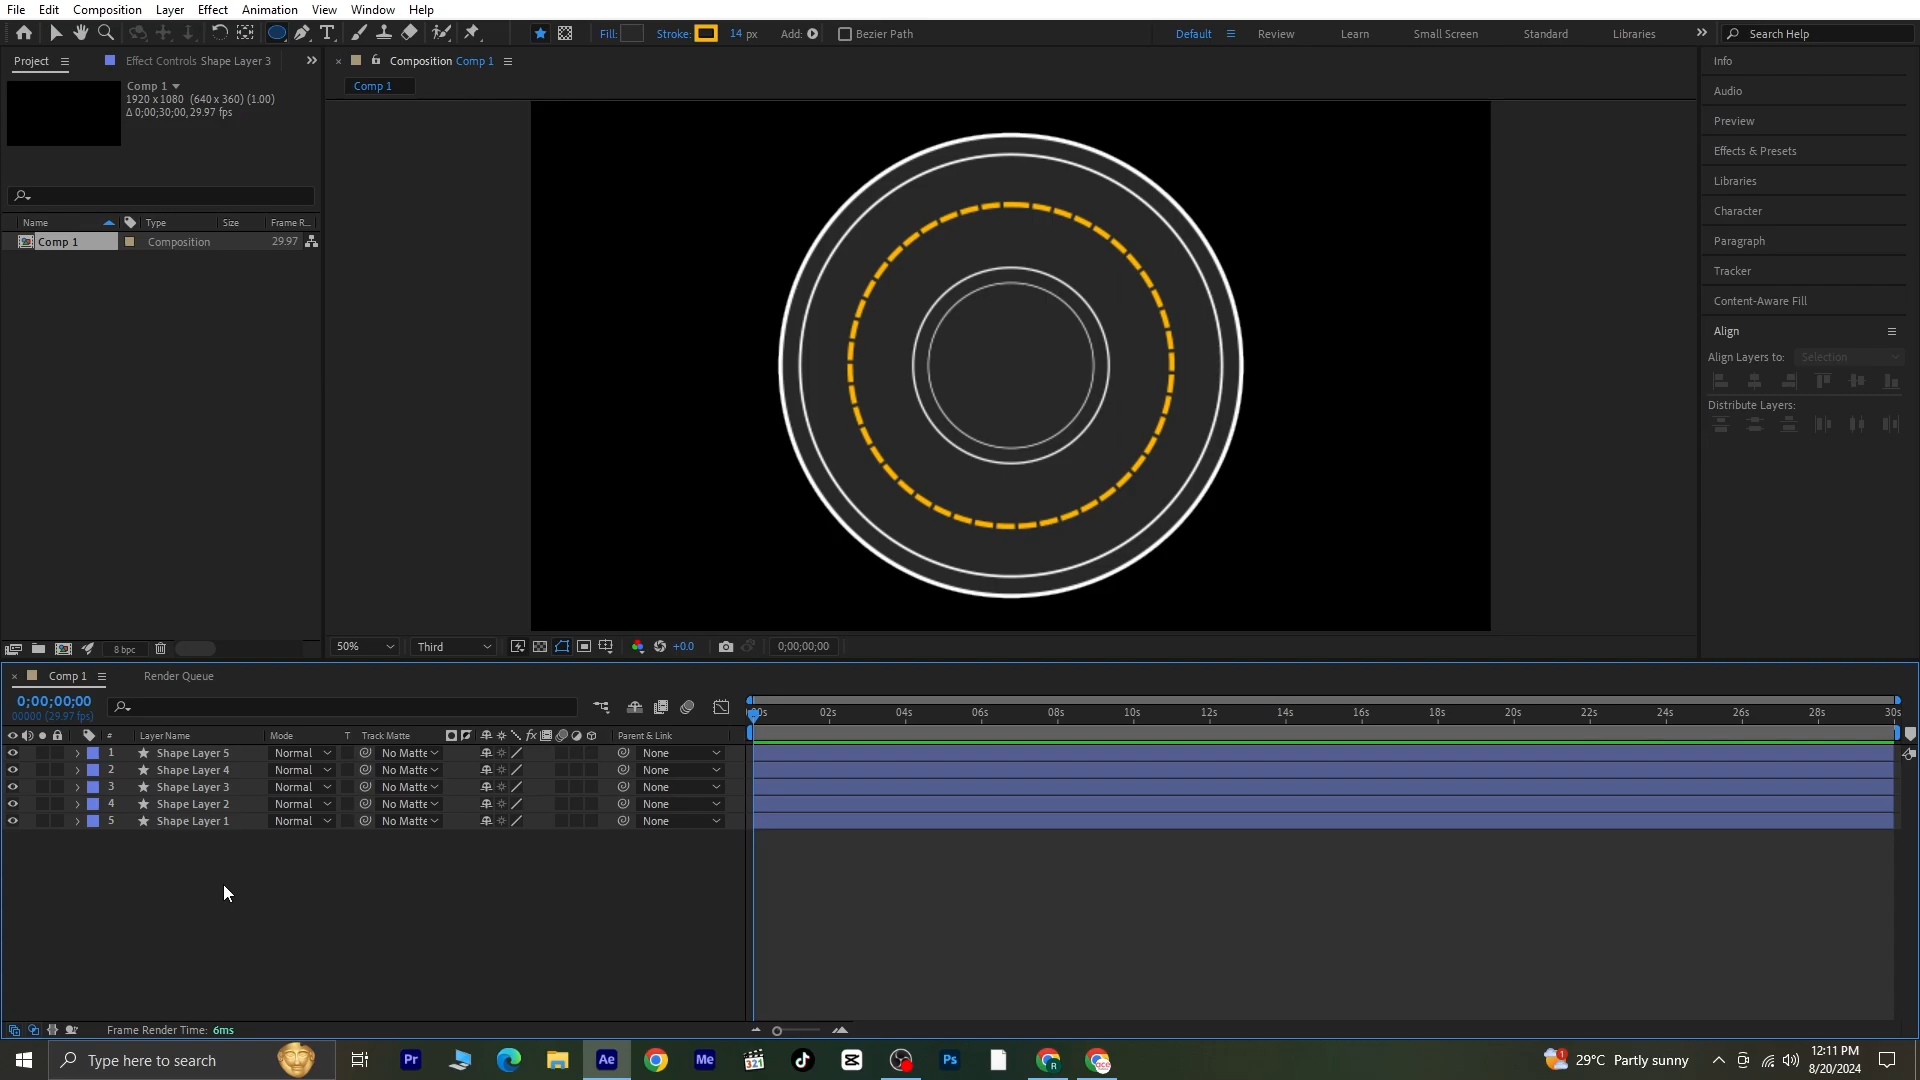 File Edit Composition Layer Effect Animation View Window Help
Fill: Stroke: 14 px Add: Bezier Path Default Review Learn Small Screen Standard Libraries Search Help
Project Effect Controls Shape Layer 3
Composition Comp 1
Comp 1
Comp 1
1920 x 1080 (640 x 360) (1.00)
Δ 0;00;30;00, 29.97 fps
Name Type Size Frame R...
Comp 1 Composition 29.97
8 bpc
50% Third +0.0 0;00;00;00
Info
Audio
Preview
Effects & Presets
Libraries
Character
Paragraph
Tracker
Content-Aware Fill
Align
Align Layers to: Selection
Distribute Layers:
Comp 1 Render Queue
0;00;00;00
00000 (29.97 fps)
00s 02s 04s 06s 08s 10s 12s 14s 16s 18s 20s 22s 24s 26s 28s 30s
# Layer Name Mode T Track Matte fx Parent & Link
1 Shape Layer 5 Normal No Matte None
2 Shape Layer 4 Normal No Matte None
3 Shape Layer 3 Normal No Matte None
4 Shape Layer 2 Normal No Matte None
5 Shape Layer 1 Normal No Matte None
Frame Render Time: 6ms
Type here to search Pr Ae Me 321 Ps 29°C Partly sunny
12:11 PM
8/20/2024